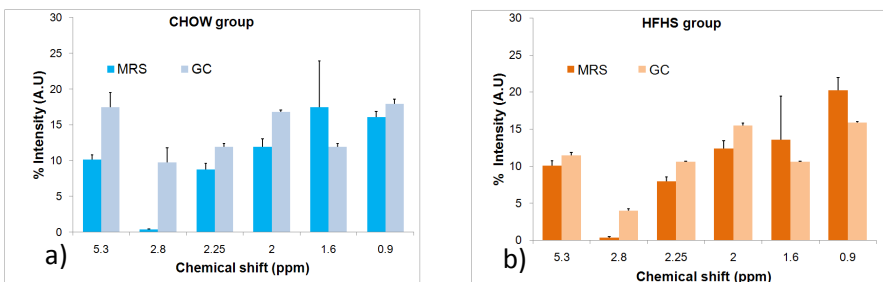 CHOW group
MRS GC
% Intensity (A.U)
30
25
20
15
10
5
0
5.3 2.8 2.25 2 1.6 0.9
Chemical shift (ppm)
a)
HFHS group
MRS GC
% Intensity (A.U)
30
25
20
15
10
5
0
5.3 2.8 2.25 2 1.6 0.9
Chemical shift (ppm)
b)